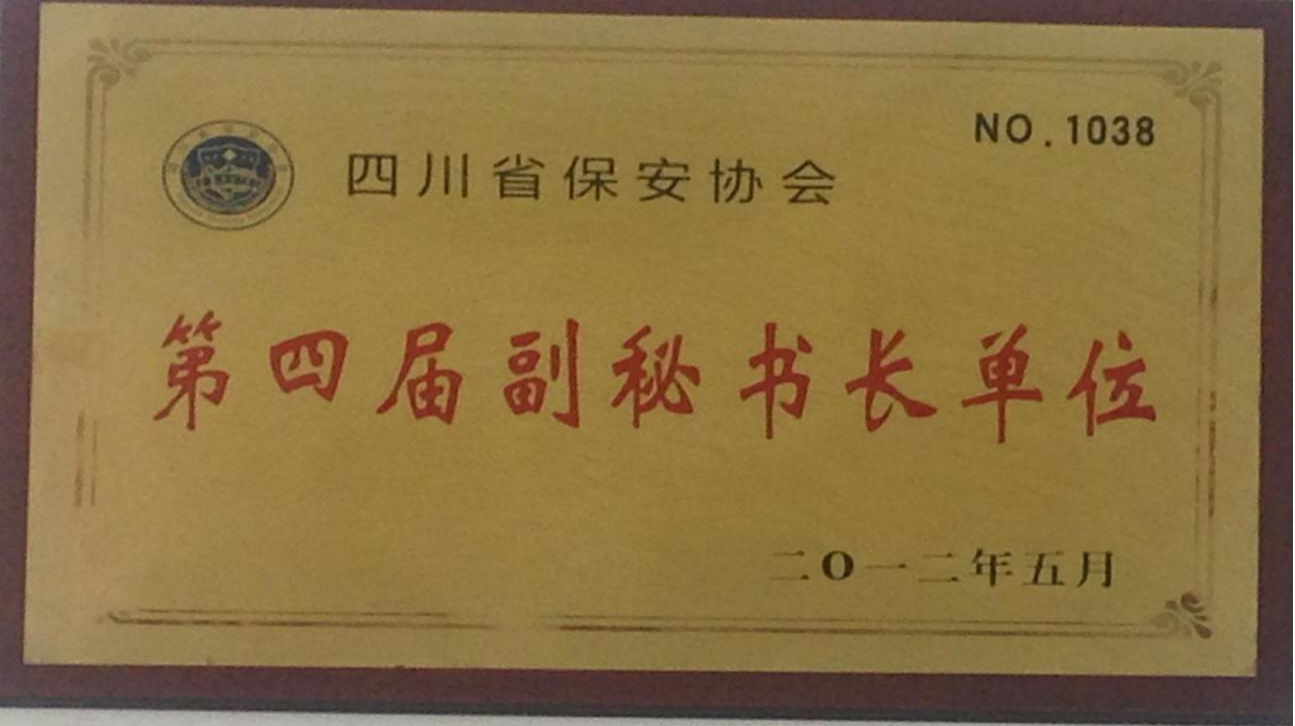 NO.1038
四川省保安协会
第四届副秘书长单位
二O一二年五月